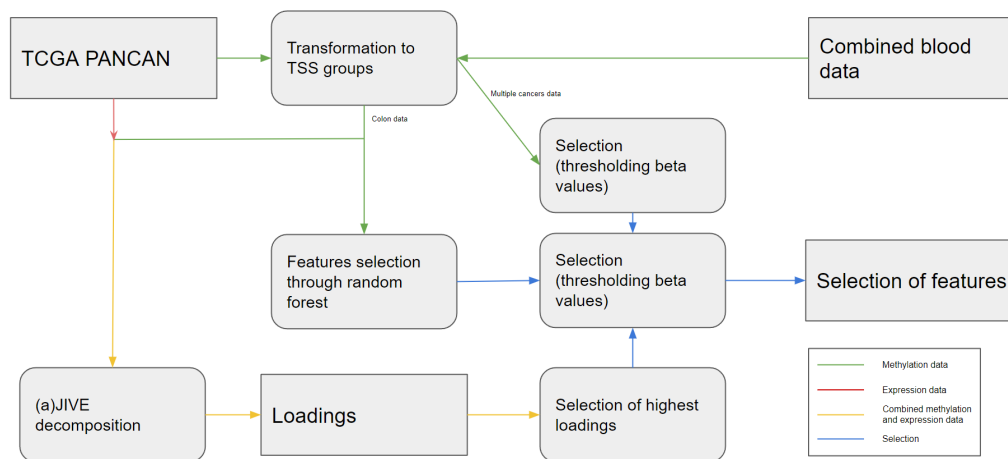 TCGA PANCAN
Transformation to
TSS groups
Combined blood
data
Multiple cancers data
Colon data
Selection
(thresholding beta
values)
Features selection
through random
forest
Selection
(thresholding beta
values)
Selection of features
(a)JIVE
decomposition
Loadings
Selection of highest
loadings
Methylation data
Expression data
Combined methylation
and expression data
Selection